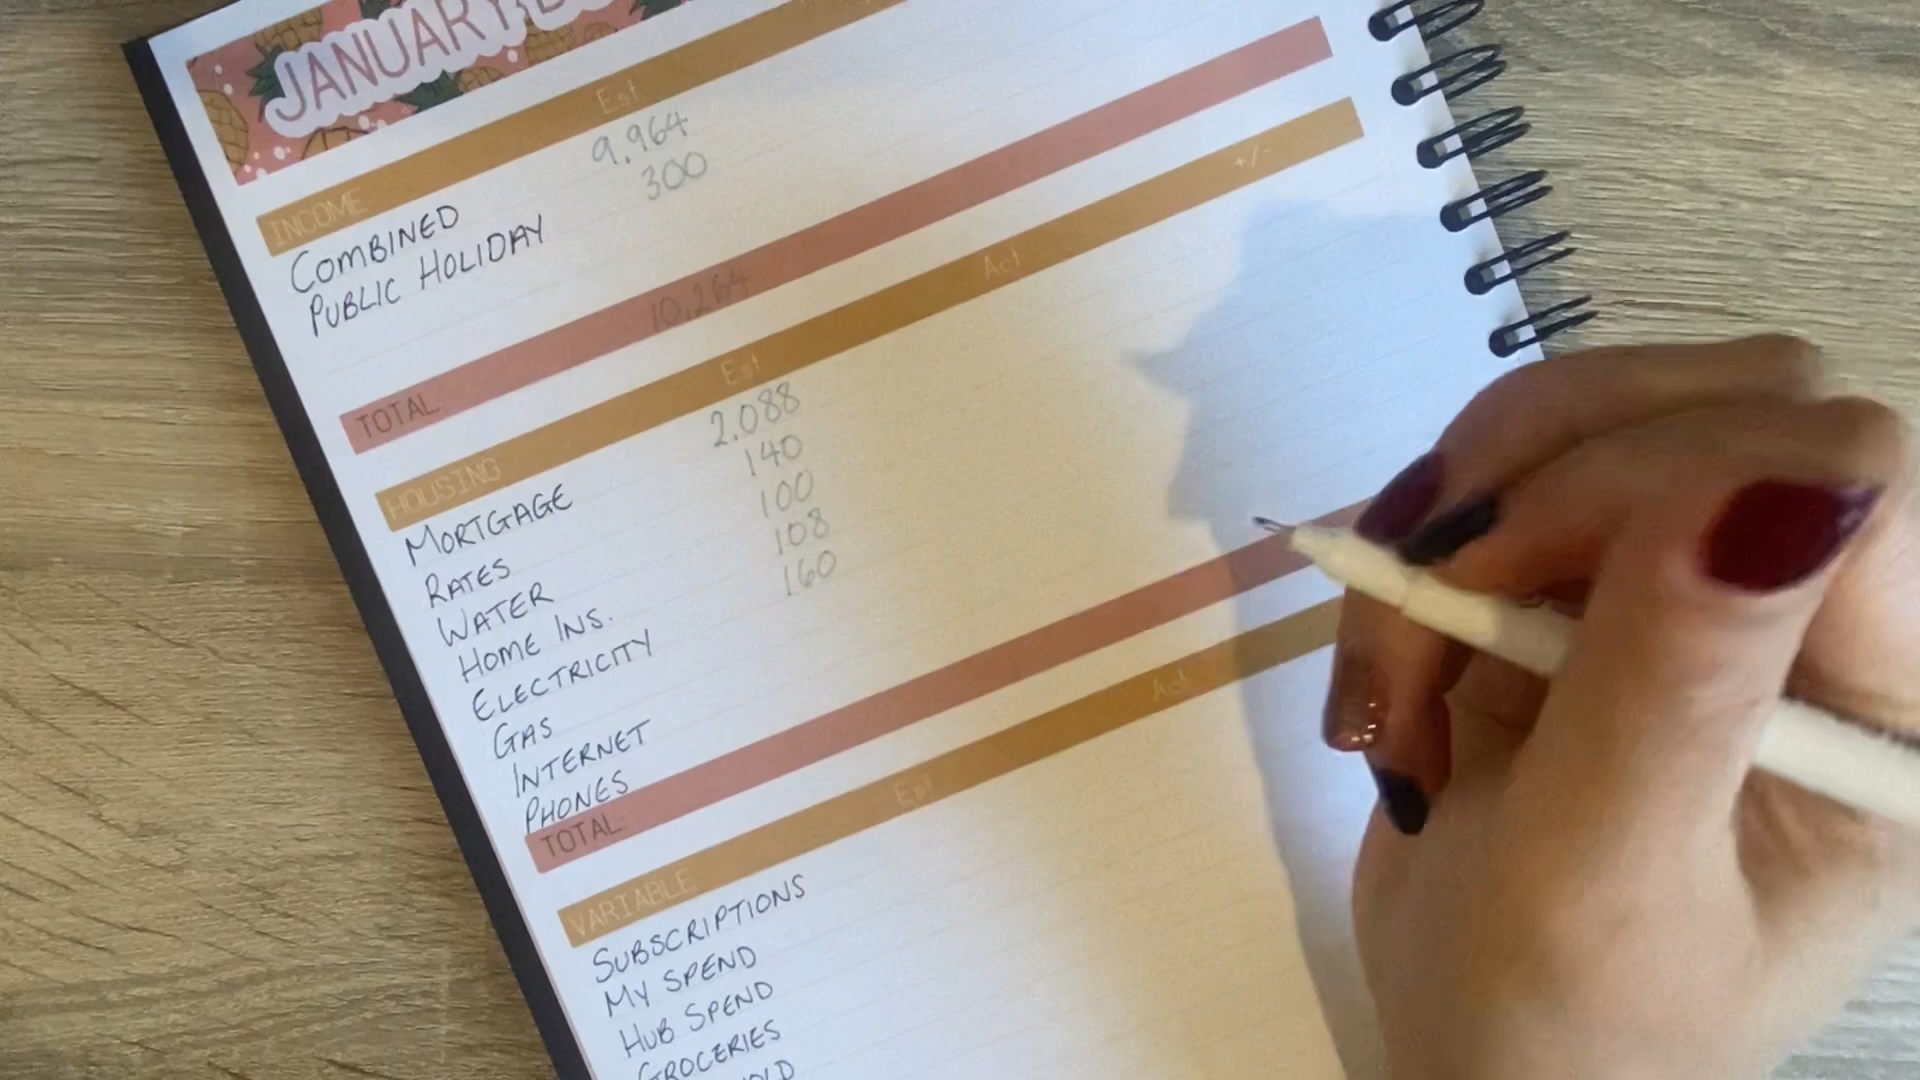 JANUARY
INCOME Est
COMBINED 9,964
PUBLIC HOLIDAY 300
TOTAL 10,264
HOUSING Est Act +/-
MORTGAGE 2,088
RATES 140
WATER 100
HOME INS. 108
ELECTRICITY 160
GAS
INTERNET
PHONES
TOTAL
VARIABLE Est Act
SUBSCRIPTIONS
MY SPEND
HUB SPEND
GROCERIES